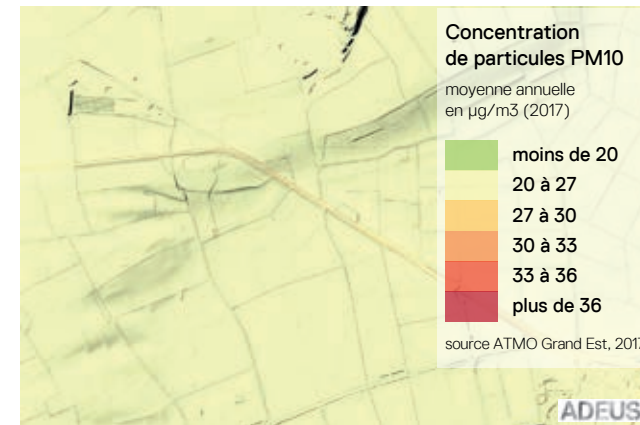 Concentration
de particules PM10
moyenne annuelle
en µg/m3 (2017)
moins de 20
20 à 27
27 à 30
30 à 33
33 à 36
plus de 36
source ATMO Grand Est, 2017
ADEUS